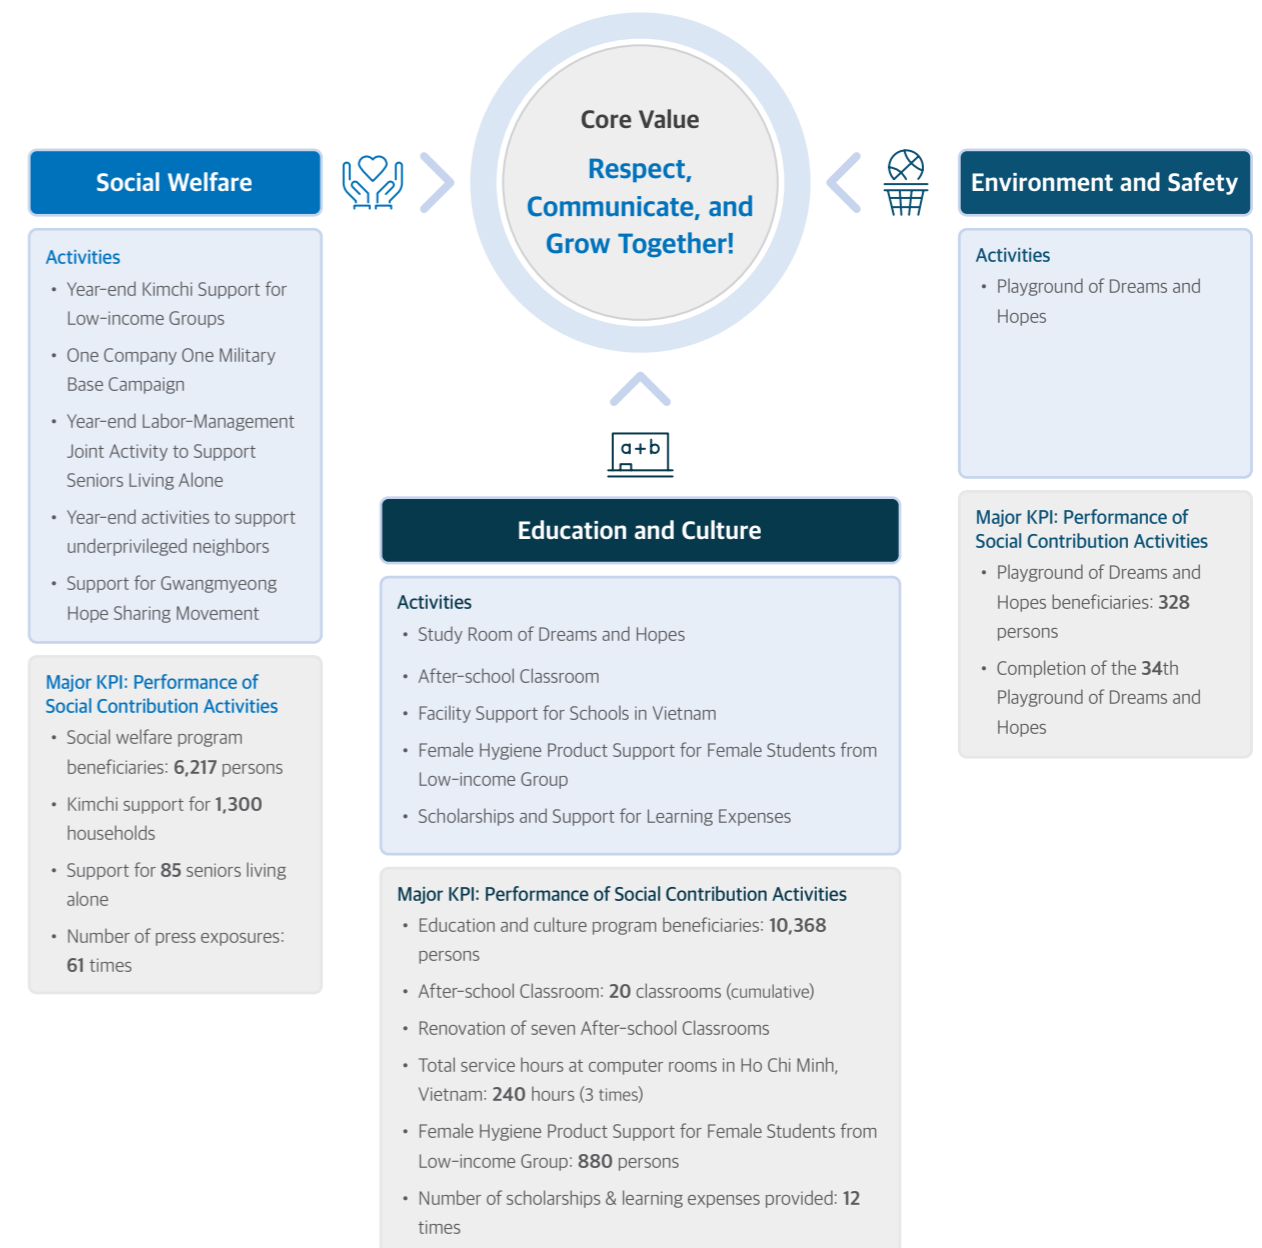 Core Value
Respect,
Communicate, and
Grow Together!
Social Welfare
Activities
• Year-end Kimchi Support for
Low-income Groups
• One Company One Military
Base Campaign
• Year-end Labor-Management
Joint Activity to Support
Seniors Living Alone
• Year-end activities to support
underprivileged neighbors
• Support for Gwangmyeong
Hope Sharing Movement
Major KPI: Performance of
Social Contribution Activities
• Social welfare program
beneficiaries: 6,217 persons
• Kimchi support for 1,300
households
• Support for 85 seniors living
alone
• Number of press exposures:
61 times
a+b
Education and Culture
Activities
• Study Room of Dreams and Hopes
• After-school Classroom
• Facility Support for Schools in Vietnam
• Female Hygiene Product Support for Female Students from
Low-income Group
• Scholarships and Support for Learning Expenses
Major KPI: Performance of Social Contribution Activities
• Education and culture program beneficiaries: 10,368
persons
• After-school Classroom: 20 classrooms (cumulative)
• Renovation of seven After-school Classrooms
• Total service hours at computer rooms in Ho Chi Minh,
Vietnam: 240 hours (3 times)
• Female Hygiene Product Support for Female Students from
Low-income Group: 880 persons
• Number of scholarships & learning expenses provided: 12
times
Environment and Safety
Activities
• Playground of Dreams and
Hopes
Major KPI: Performance of
Social Contribution Activities
• Playground of Dreams and
Hopes beneficiaries: 328
persons
• Completion of the 34th
Playground of Dreams and
Hopes